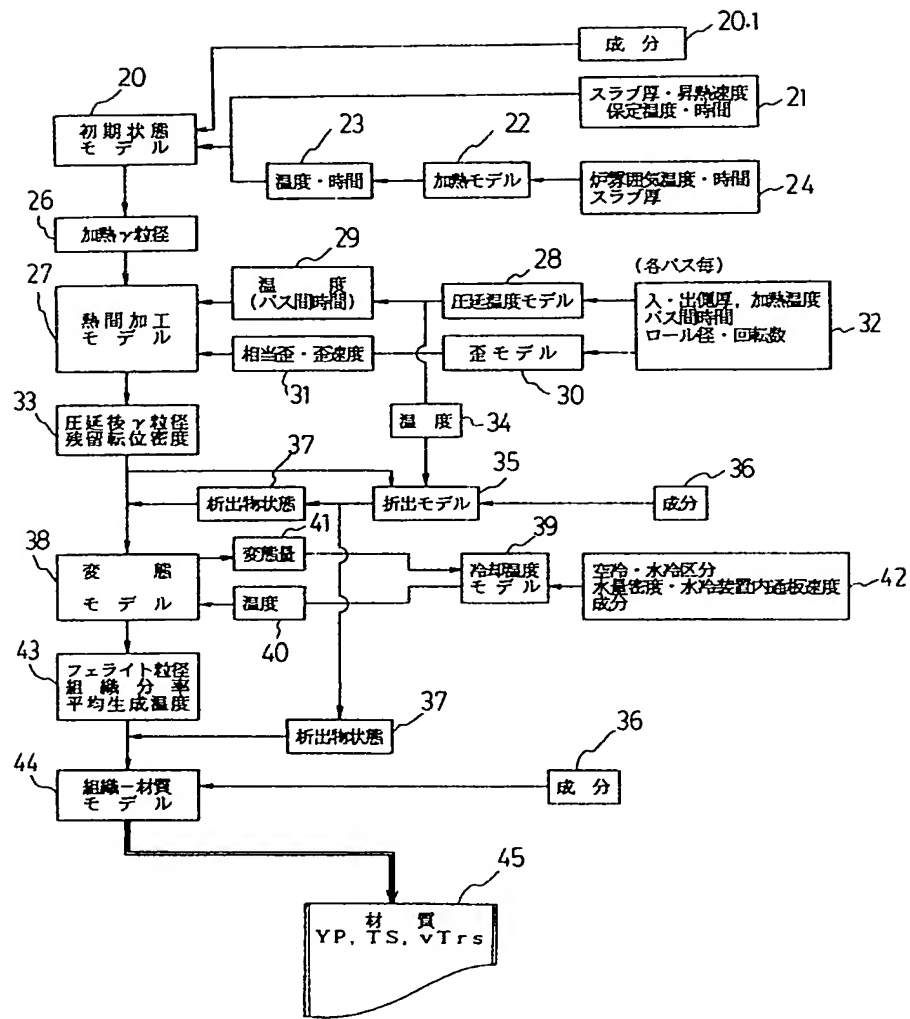 成分
20.1
20
初期状態
モデル
スラブ厚・昇熱速度
保定温度・時間
21
23
温度・時間
22
加熱モデル
炉雰囲気温度・時間
スラブ厚
24
26
加熱γ粒径
27
熱間加工
モデル
29
温度
(パス間時間)
28
圧延温度モデル
(各パス毎)
入・出側厚,加熱温度
パス間時間
ロール径・回転数
32
相当歪・歪速度
31
歪モデル
30
33
圧延後γ粒径
残留転位密度
温度
34
37
析出物状態
35
析出モデル
36
成分
38
変態
モデル
41
変態量
39
冷却温度
モデル
空冷・水冷区分
水量密度・水冷装置内通板速度
成分
42
温度
40
43
フェライト粒径
組織分率
平均生成温度
37
析出物状態
44
組織-材質
モデル
36
成分
45
材質
YP, TS, vTrs